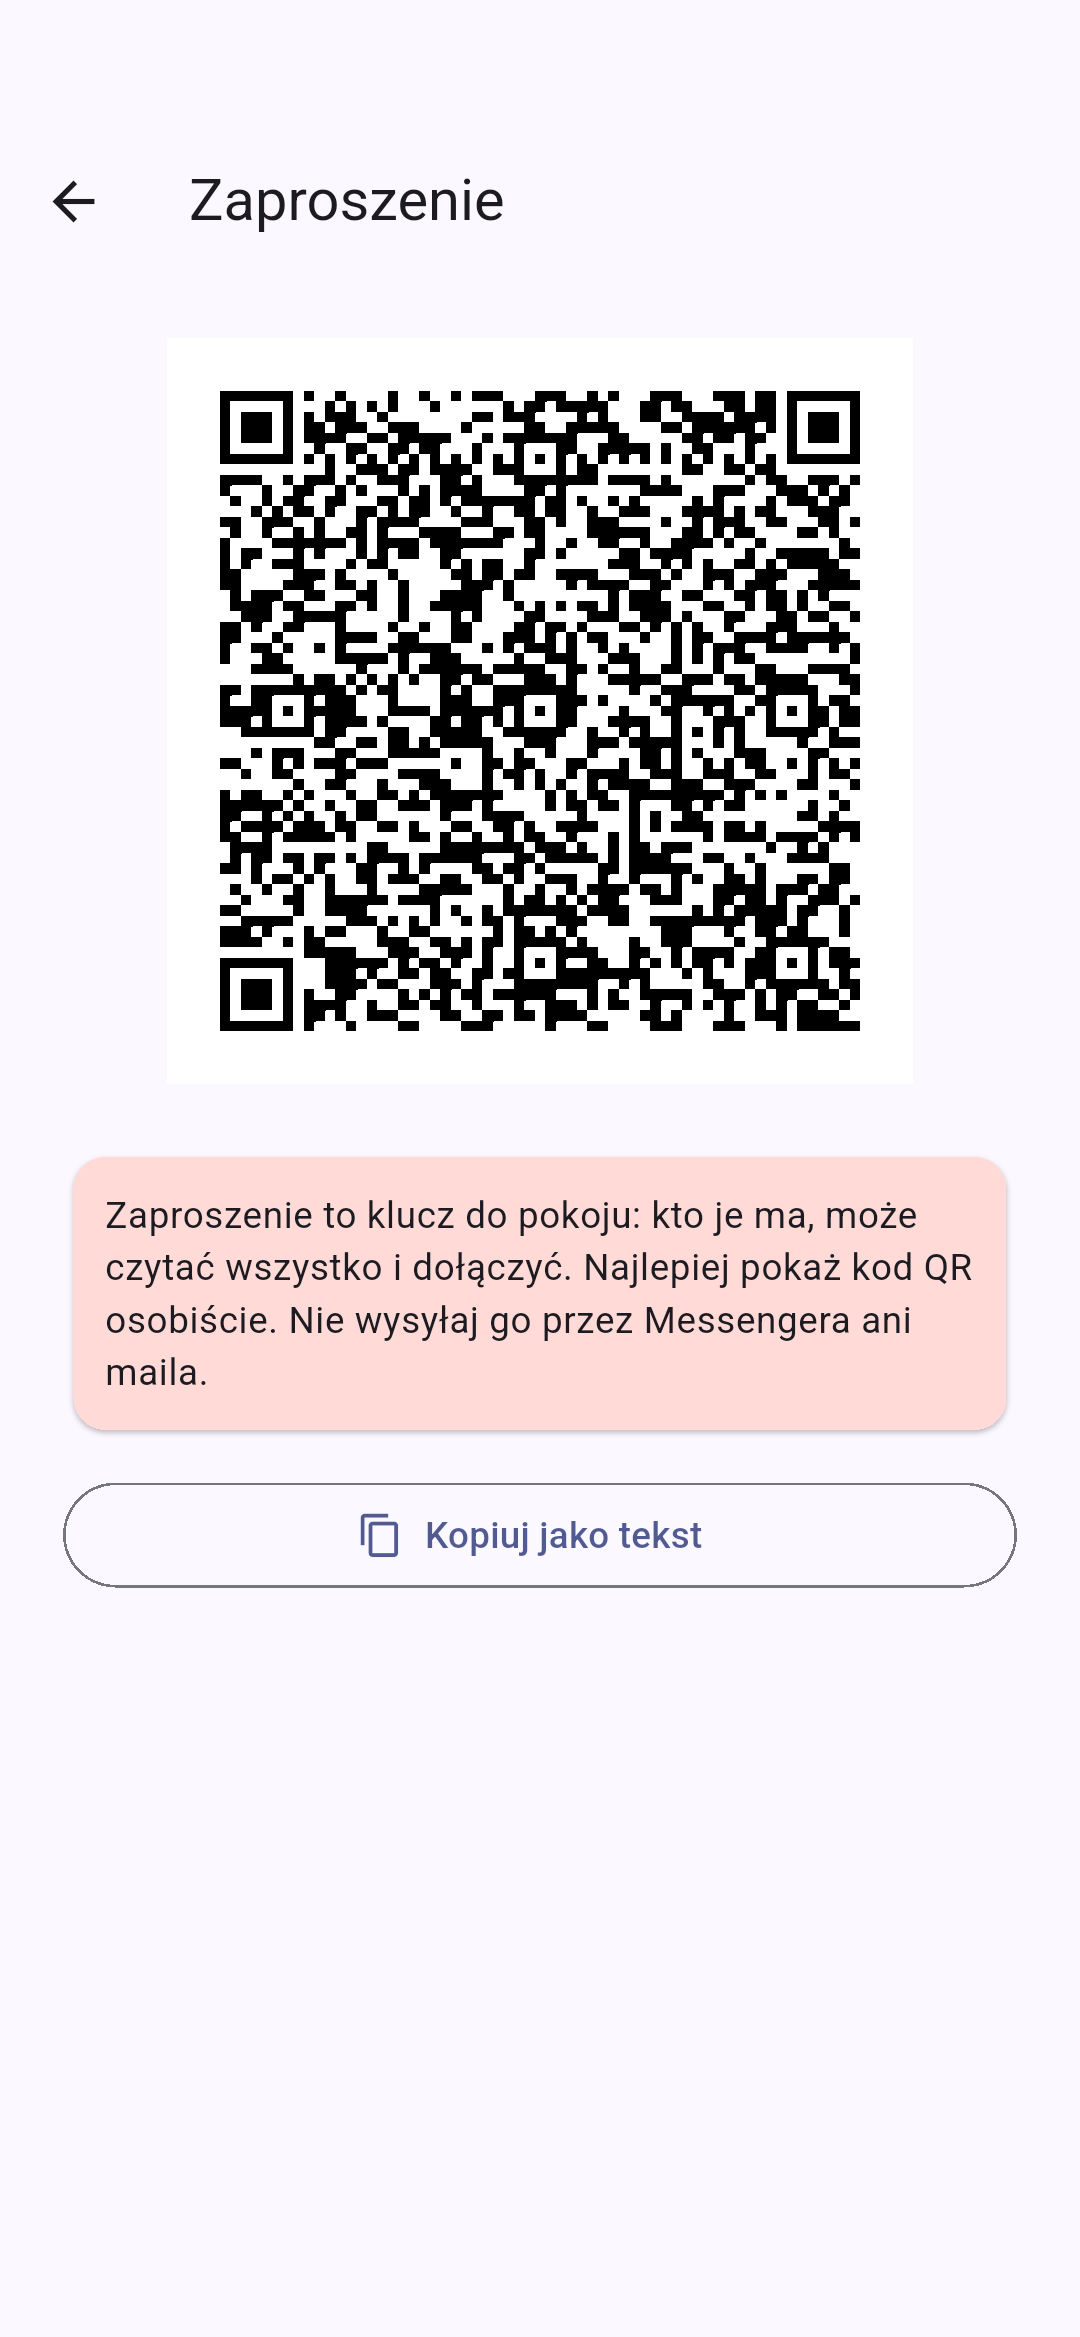 Zaproszenie
Zaproszenie to klucz do pokoju: kto je ma, może
czytać wszystko i dołączyć. Najlepiej pokaż kod QR
osobiście. Nie wysyłaj go przez Messengera ani
maila.
Kopiuj jako tekst